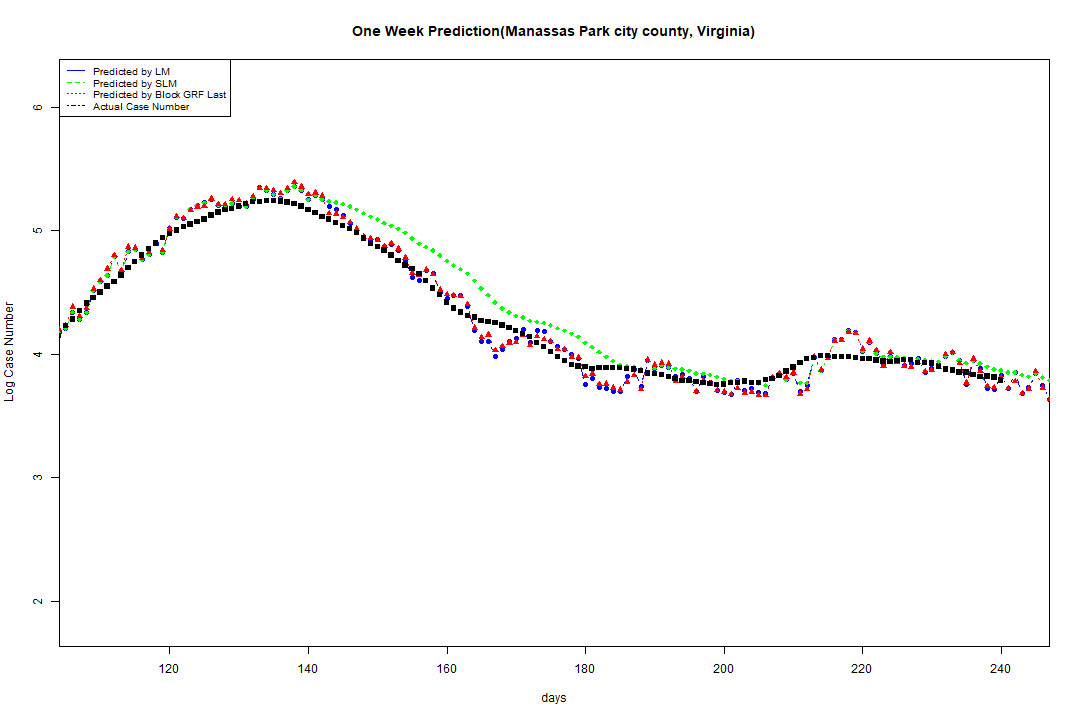 One Week Prediction(Manassas Park city county, Virginia)
Predicted by LM
Predicted by SLM
Predicted by Block GRF Last
Actual Case Number
6
5
4
3
2
Log Case Number
120 140 160 180 200 220 240
days